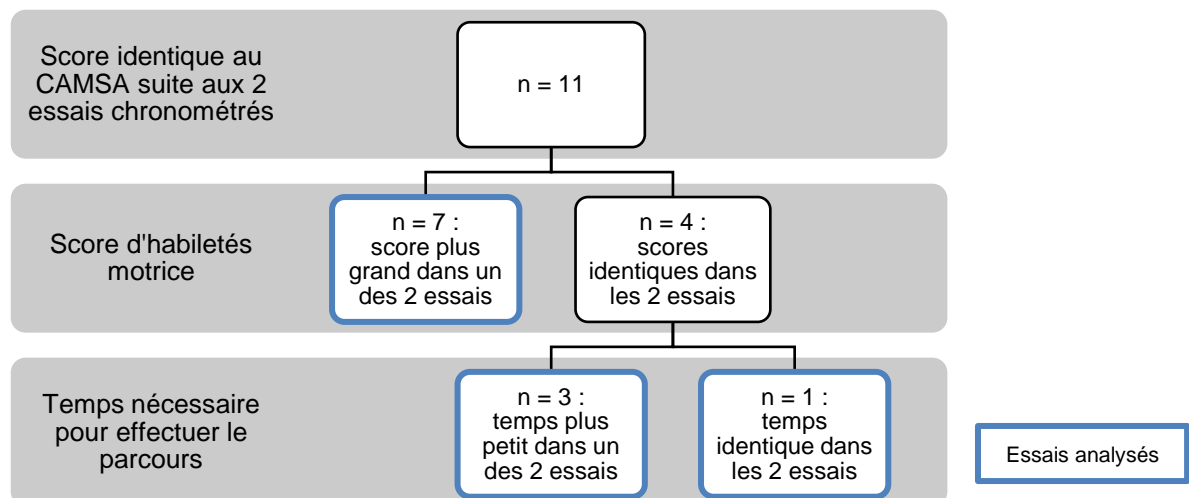 Score identique au
CAMSA suite aux 2
essais chronométrés
n = 11
Score d'habiletés
motrice
n = 7 :
score plus
grand dans un
des 2 essais
n = 4 :
scores
identiques dans
les 2 essais
Temps nécessaire
pour effectuer le
parcours
n = 3 :
temps plus
petit dans un
des 2 essais
n = 1 :
temps
identique dans
les 2 essais
Essais analysés